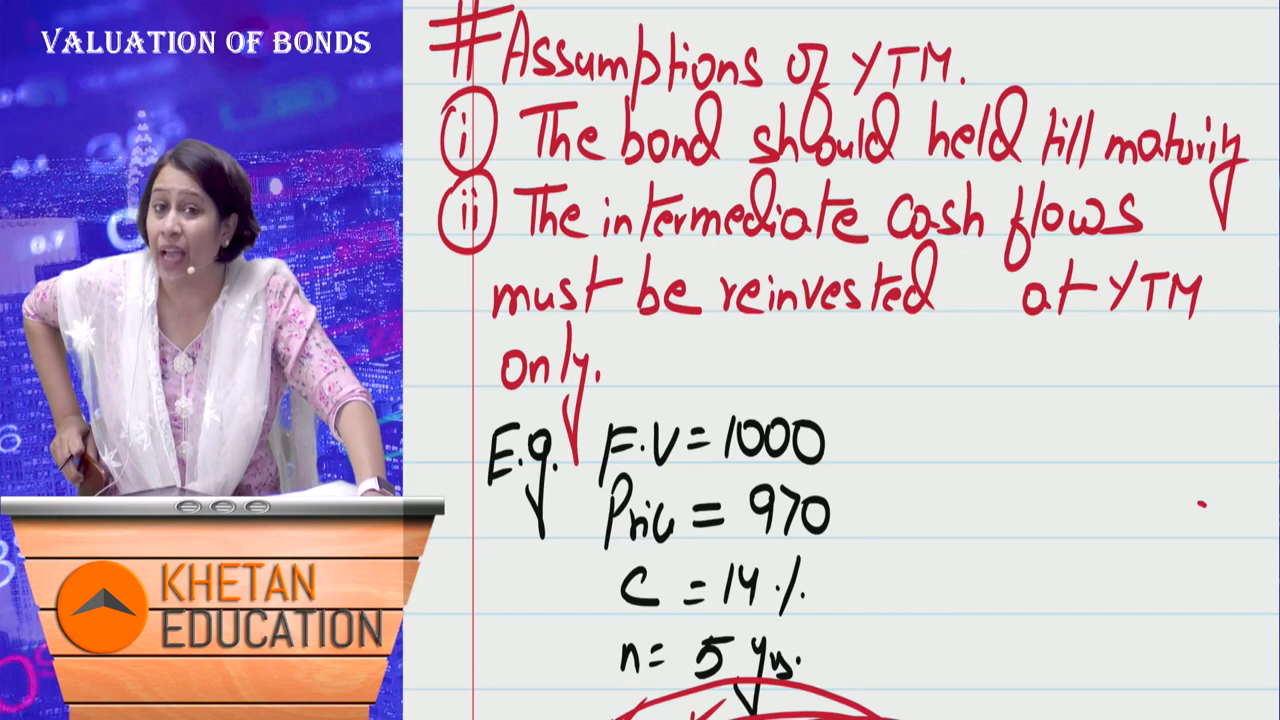 VALUATION OF BONDS
# Assumptions of YTM.
(i) The bond should held till maturity
(ii) The intermediate cash flows
must be reinvested at YTM
only.
E.g. F.V = 1000
Pric = 970
C = 14 %
n = 5 yrs.
KHETAN
EDUCATION